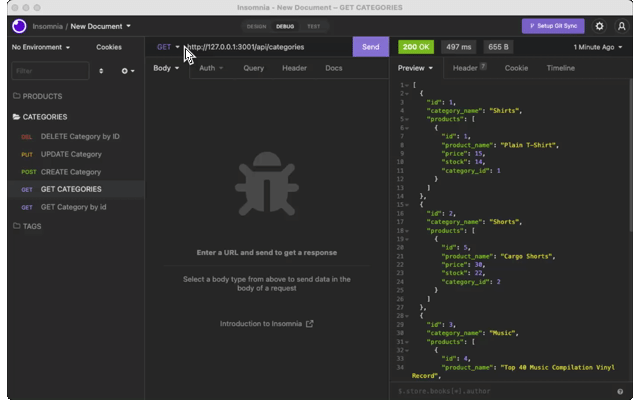 Insomnia - New Document – GET CATEGORIES
Insomnia / New Document
DESIGN DEBUG TEST
Setup Git Sync
No Environment Cookies
GET http://127.0.0.1:3001/api/categories Send
200 OK 497 ms 655 B 1 Minute Ago
Filter
Body Auth Query Header Docs
Preview Header 7 Cookie Timeline
PRODUCTS
CATEGORIES
DEL DELETE Category by ID
PUT UPDATE Category
POST CREATE Category
GET GET CATEGORIES
GET GET Category by id
TAGS
Enter a URL and send to get a response
Select a body type from above to send data in the
body of a request
Introduction to Insomnia
1 [
2 {
3 "id": 1,
4 "category_name": "Shirts",
5 "products": [
6 {
7 "id": 1,
8 "product_name": "Plain T-Shirt",
9 "price": 15,
10 "stock": 14,
11 "category_id": 1
12 }
13 ]
14 },
15 {
16 "id": 2,
17 "category_name": "Shorts",
18 "products": [
19 {
20 "id": 5,
21 "product_name": "Cargo Shorts",
22 "price": 30,
23 "stock": 22,
24 "category_id": 2
25 }
26 ]
27 },
28 {
29 "id": 3,
30 "category_name": "Music",
31 "products": [
32 {
33 "id": 4,
34 "product_name": "Top 40 Music Compilation Vinyl
Record",
$.store.books[*].author